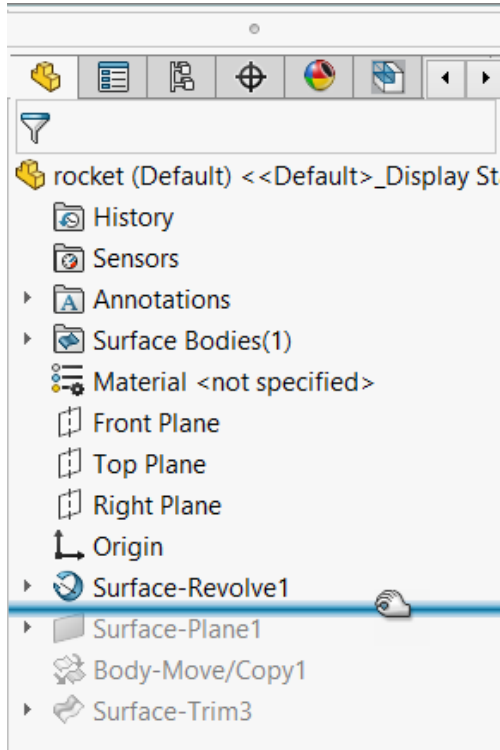 rocket (Default) <<Default>_Display St
History
Sensors
Annotations
Surface Bodies(1)
Material <not specified>
Front Plane
Top Plane
Right Plane
Origin
Surface-Revolve1
Surface-Plane1
Body-Move/Copy1
Surface-Trim3